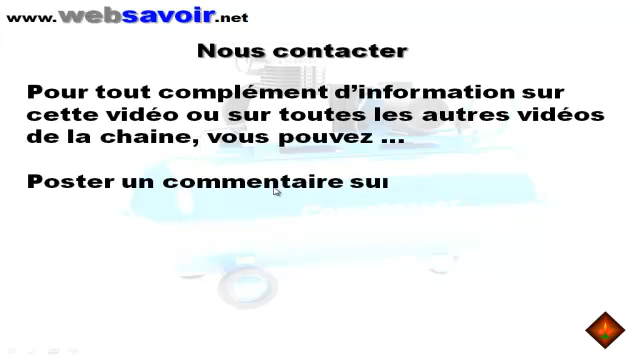 www.websavoir.net
Nous contacter
Pour tout complément d'information sur
cette vidéo ou sur toutes les autres vidéos
de la chaine, vous pouvez ...
Poster un commentaire sur